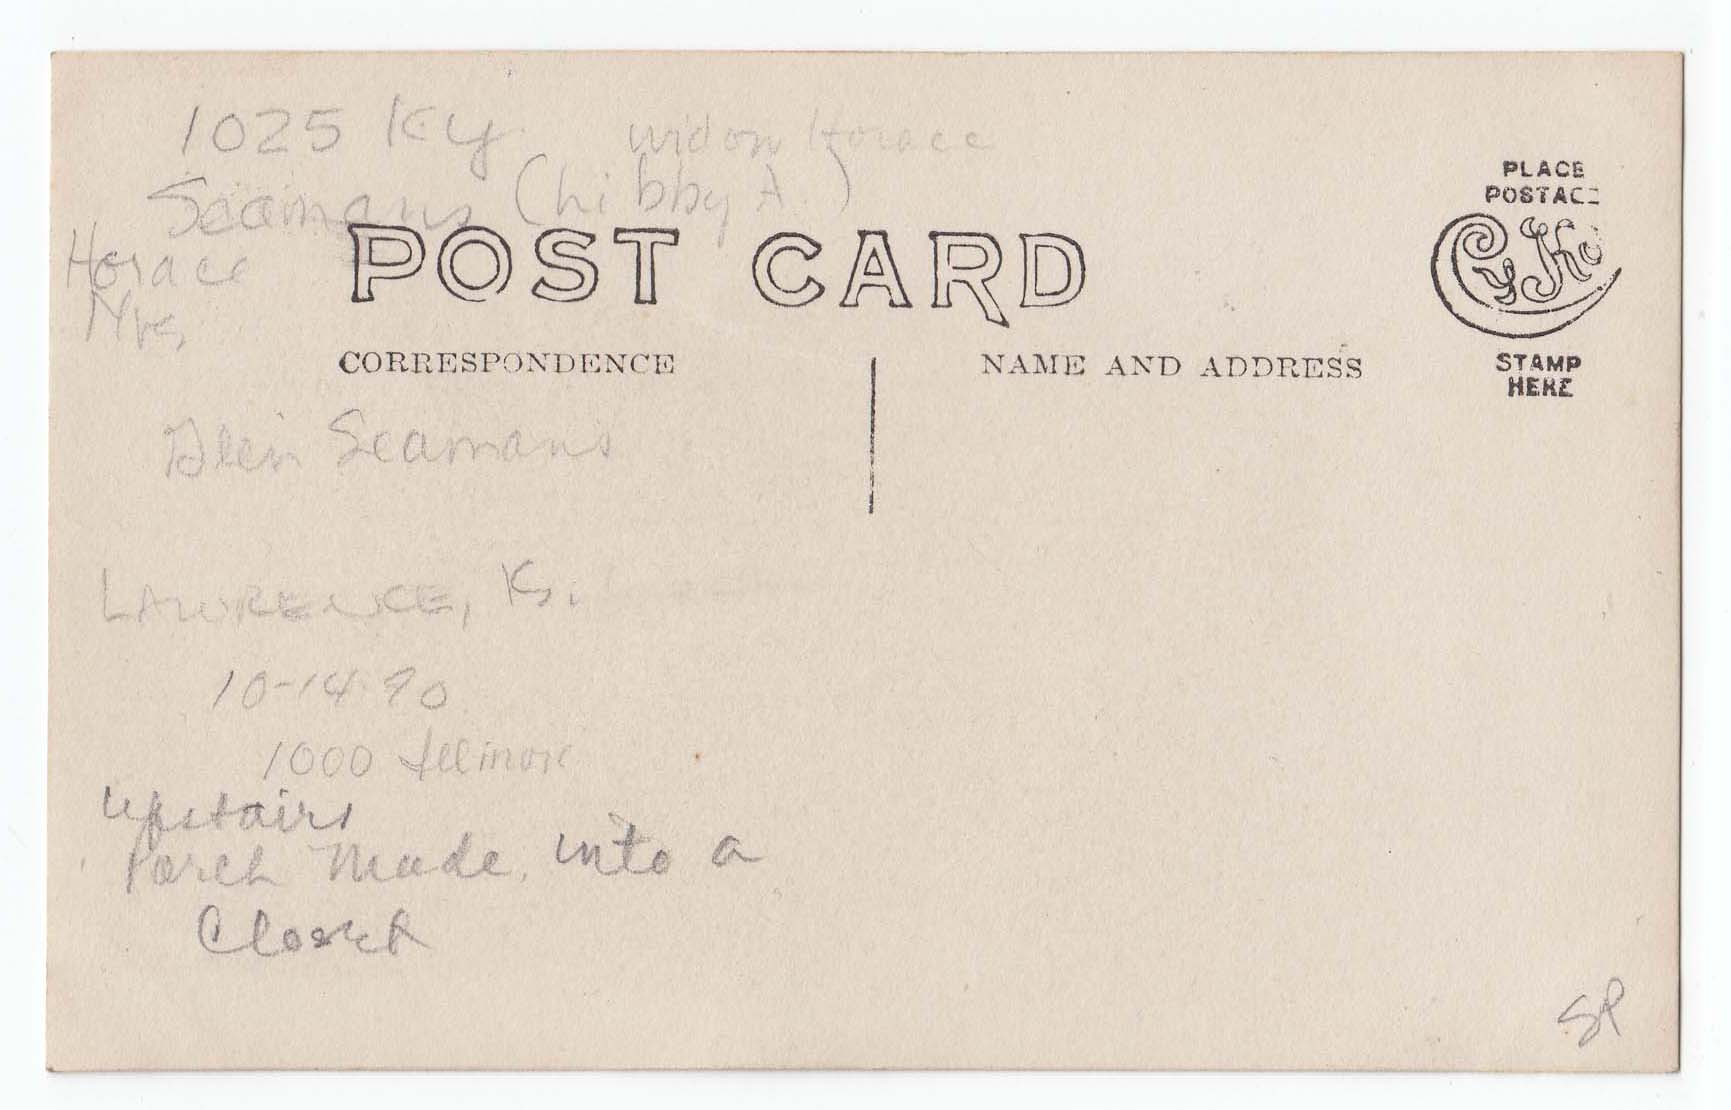 1025 Ky widow Horace
Seamans (Libby A.)
Horace
Mrs,
POST CARD
PLACE
POSTAGE
CYKO
STAMP
HERE
CORRESPONDENCE
NAME AND ADDRESS
Seamans
LAWRENCE, Ks.
10-14-90
1000 Illinois
upstairs
Porch Made into a
Closet
SP